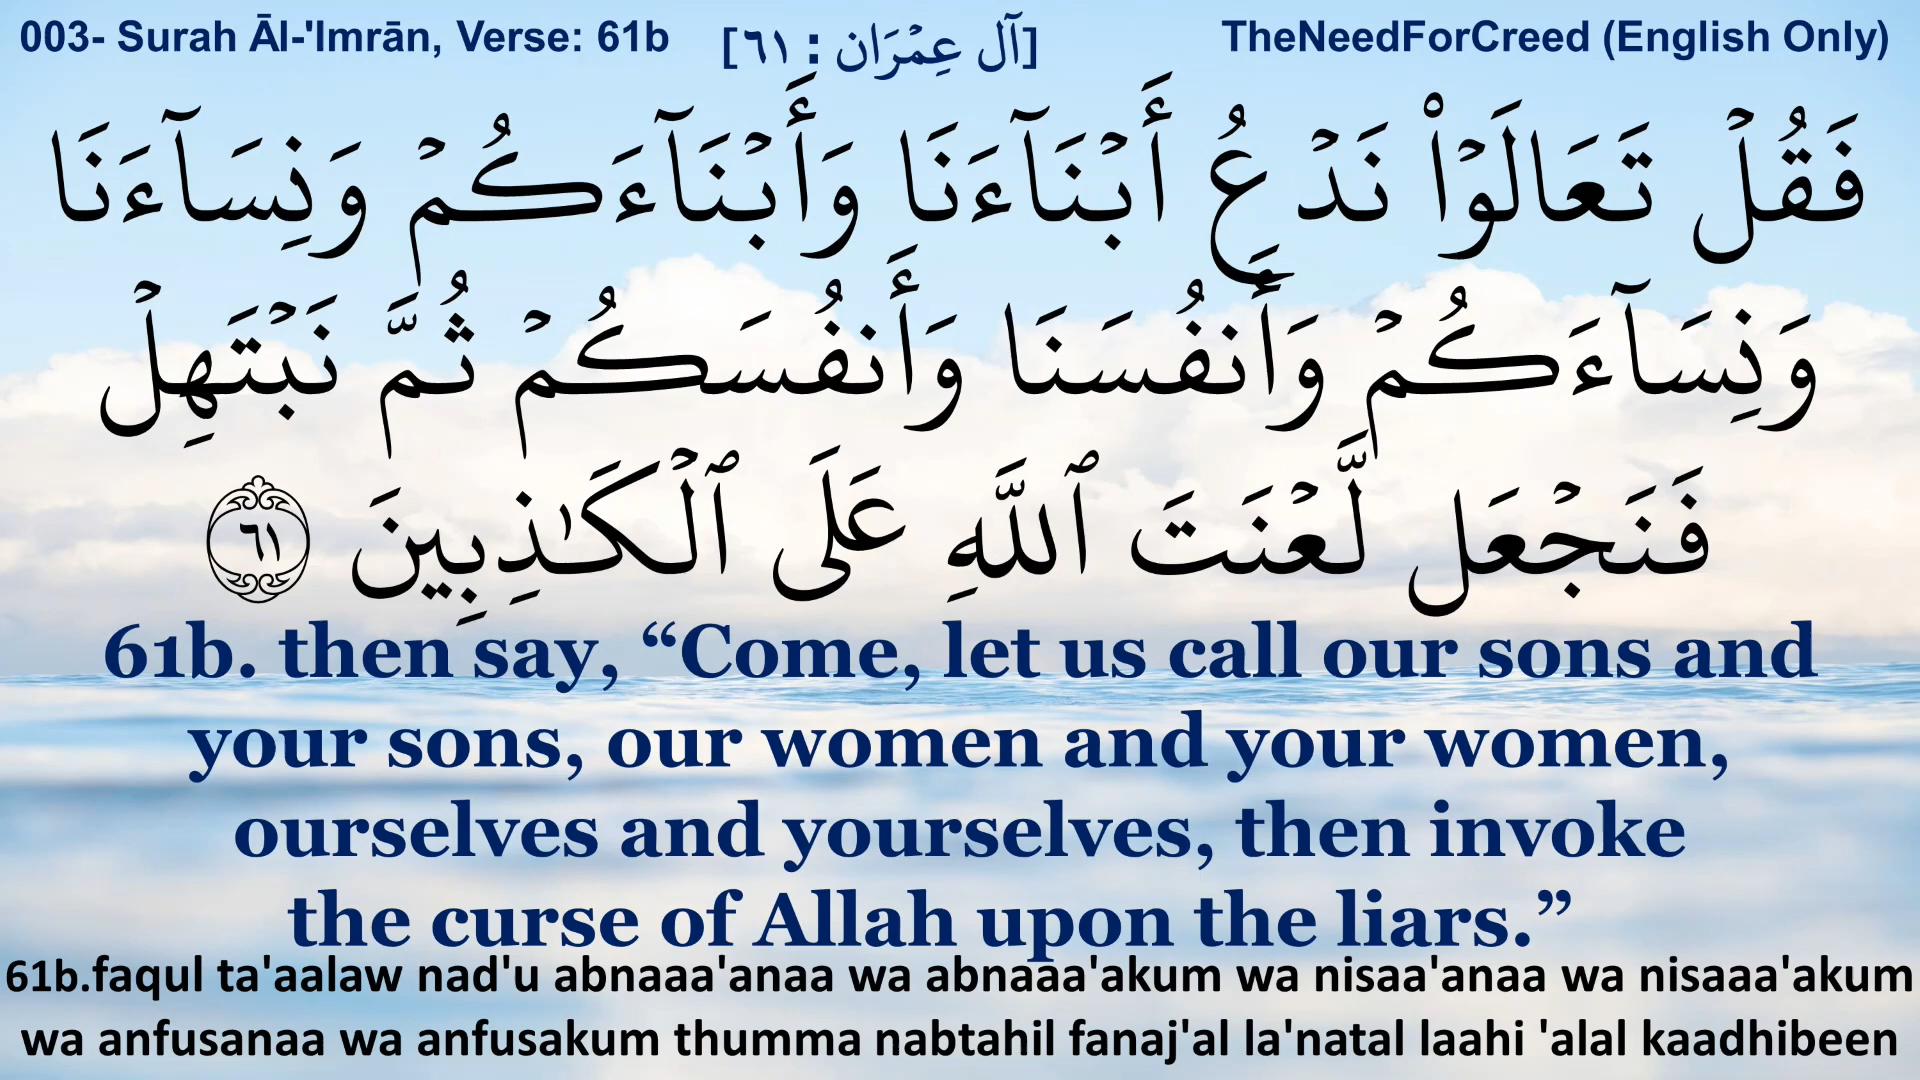 003- Surah Āl-'Imrān, Verse: 61b [آل عِمْرَان : ٦١] TheNeedForCreed (English Only)
فَقُلْ تَعَالَوْا۟ نَدْعُ أَبْنَآءَنَا وَأَبْنَآءَكُمْ وَنِسَآءَنَا
وَنِسَآءَكُمْ وَأَنفُسَنَا وَأَنفُسَكُمْ ثُمَّ نَبْتَهِلْ
فَنَجْعَل لَّعْنَتَ ٱللَّهِ عَلَى ٱلْكَـٰذِبِينَ ٦١
61b. then say, “Come, let us call our sons and
your sons, our women and your women,
ourselves and yourselves, then invoke
the curse of Allah upon the liars.”
61b.faqul ta'aalaw nad'u abnaaa'anaa wa abnaaa'akum wa nisaa'anaa wa nisaaa'akum
wa anfusanaa wa anfusakum thumma nabtahil fanaj'al la'natal laahi 'alal kaadhibeen